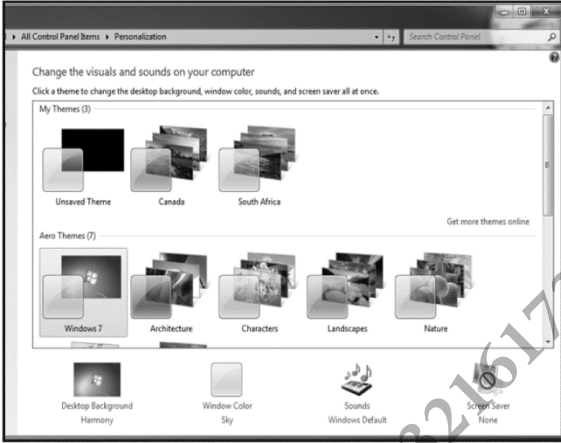 All Control Panel Items ▸ Personalization
Search Control Panel
Change the visuals and sounds on your computer
Click a theme to change the desktop background, window color, sounds, and screen saver all at once.
My Themes (3)
Unsaved Theme
Canada
South Africa
Get more themes online
Aero Themes (7)
Windows 7
Architecture
Characters
Landscapes
Nature
Desktop Background
Harmony
Window Color
Sky
Sounds
Windows Default
Screen Saver
None